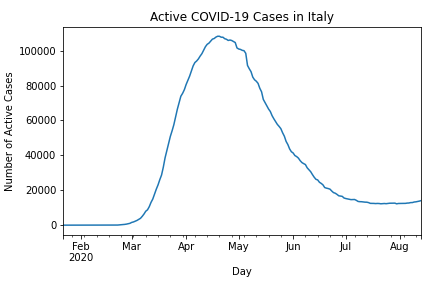 Active COVID-19 Cases in Italy
Number of Active Cases
100000
80000
60000
40000
20000
0
Feb Mar Apr May Jun Jul Aug
2020
Day